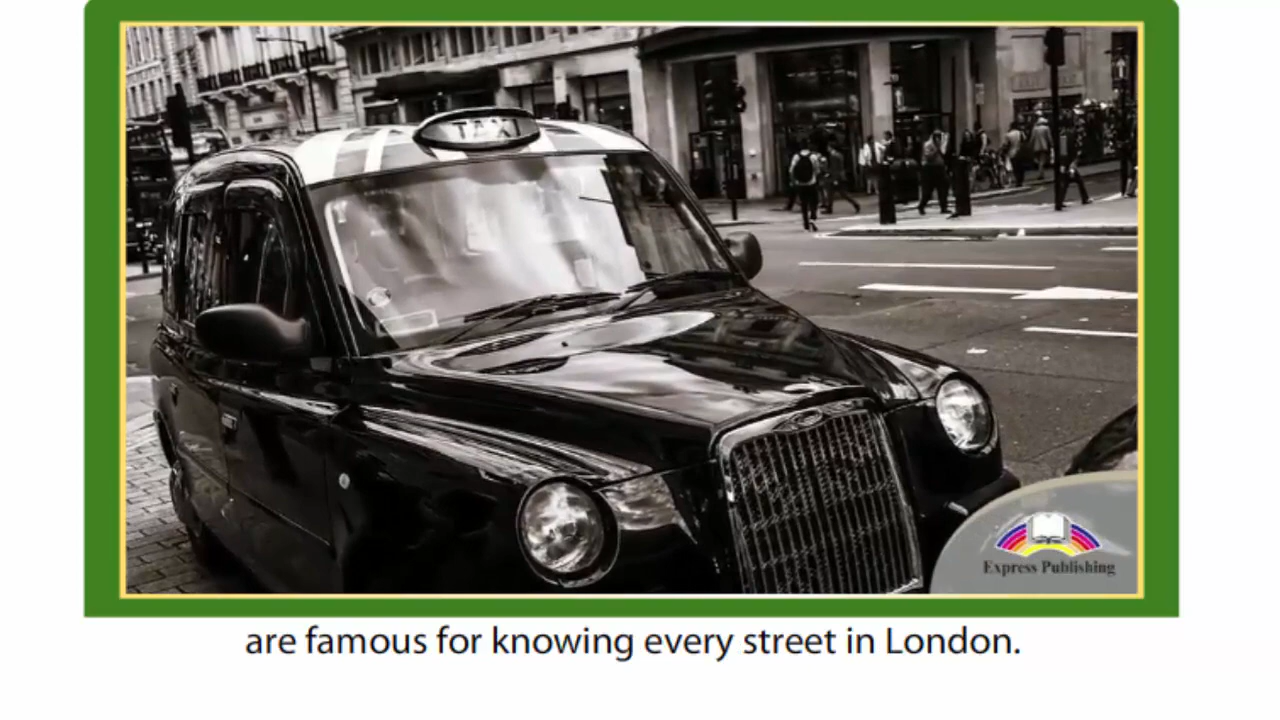 TAXI
Express Publishing
are famous for knowing every street in London.